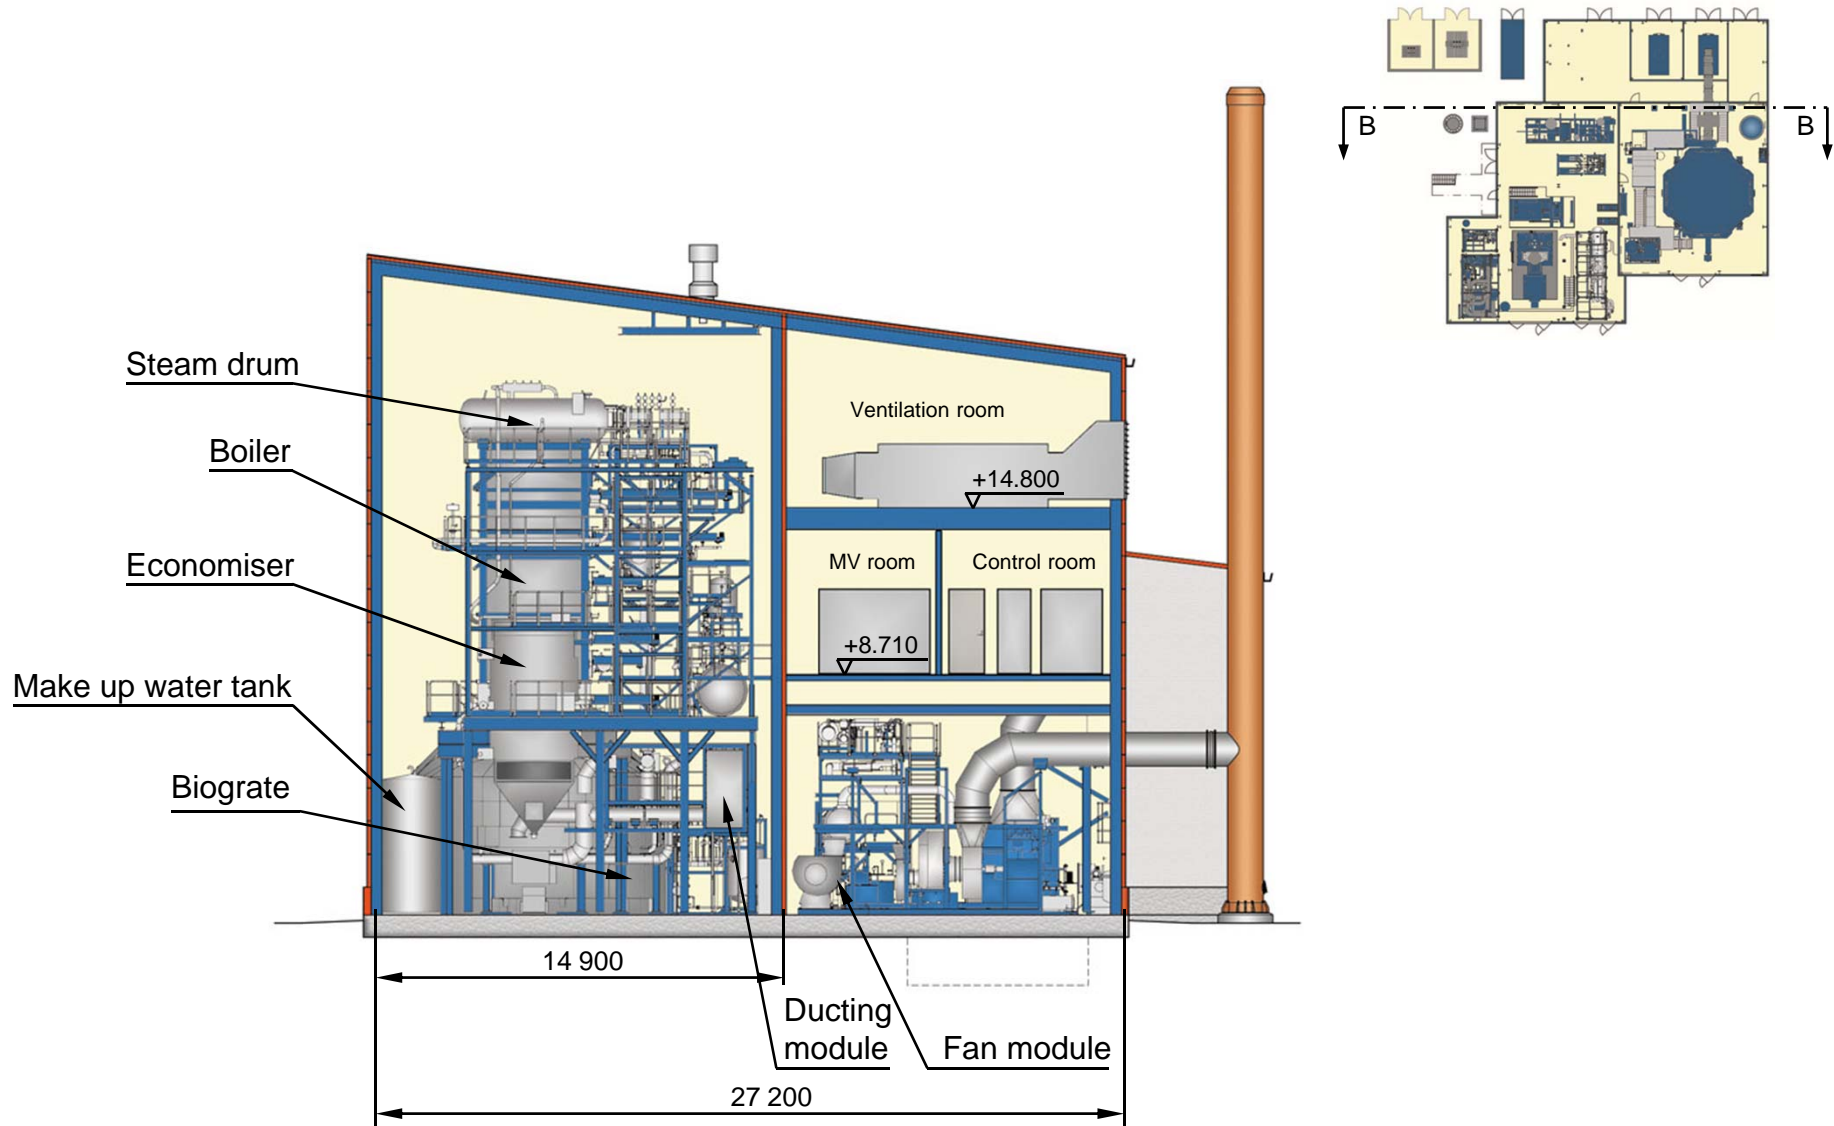 B
B
Steam drum
Ventilation room
Boiler
+14.800
MV room
Control room
Economiser
+8.710
Make up water tank
Biograte
14 900
Ducting
module
Fan module
27 200